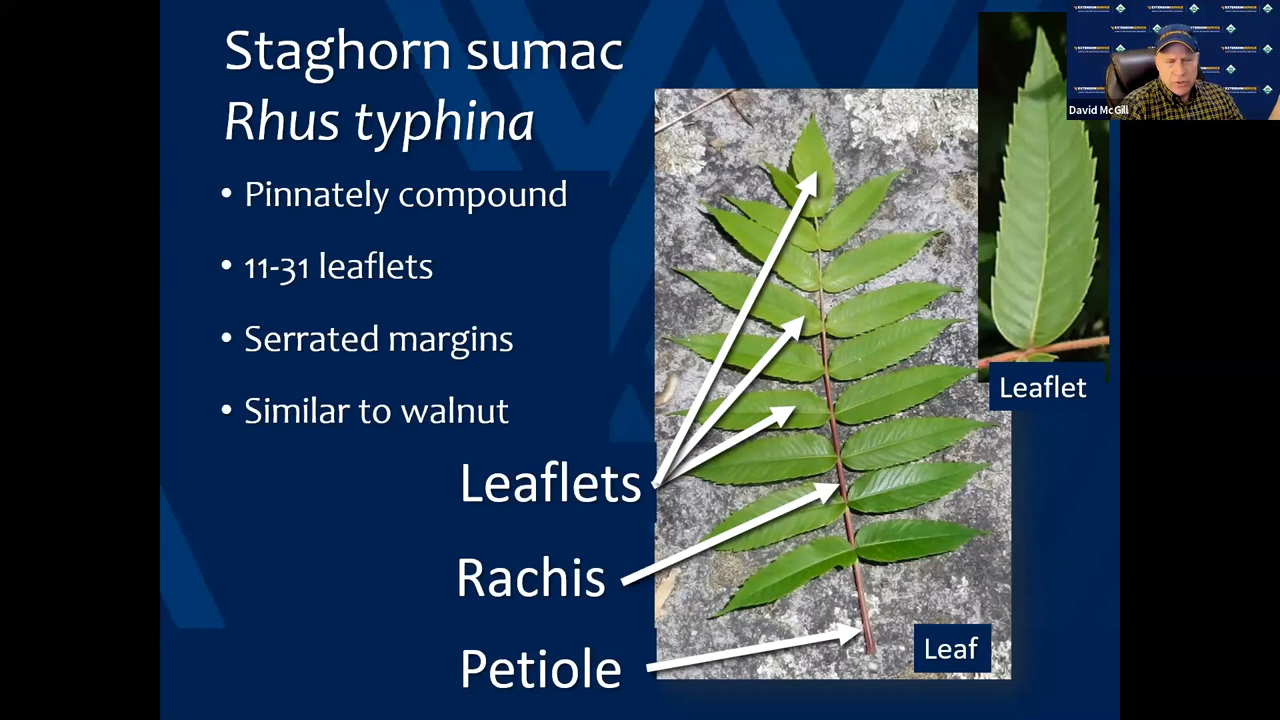 Staghorn sumac
Rhus typhina
• Pinnately compound
• 11-31 leaflets
• Serrated margins
• Similar to walnut
Leaflets
Rachis
Petiole
Leaflet
Leaf
David McGill